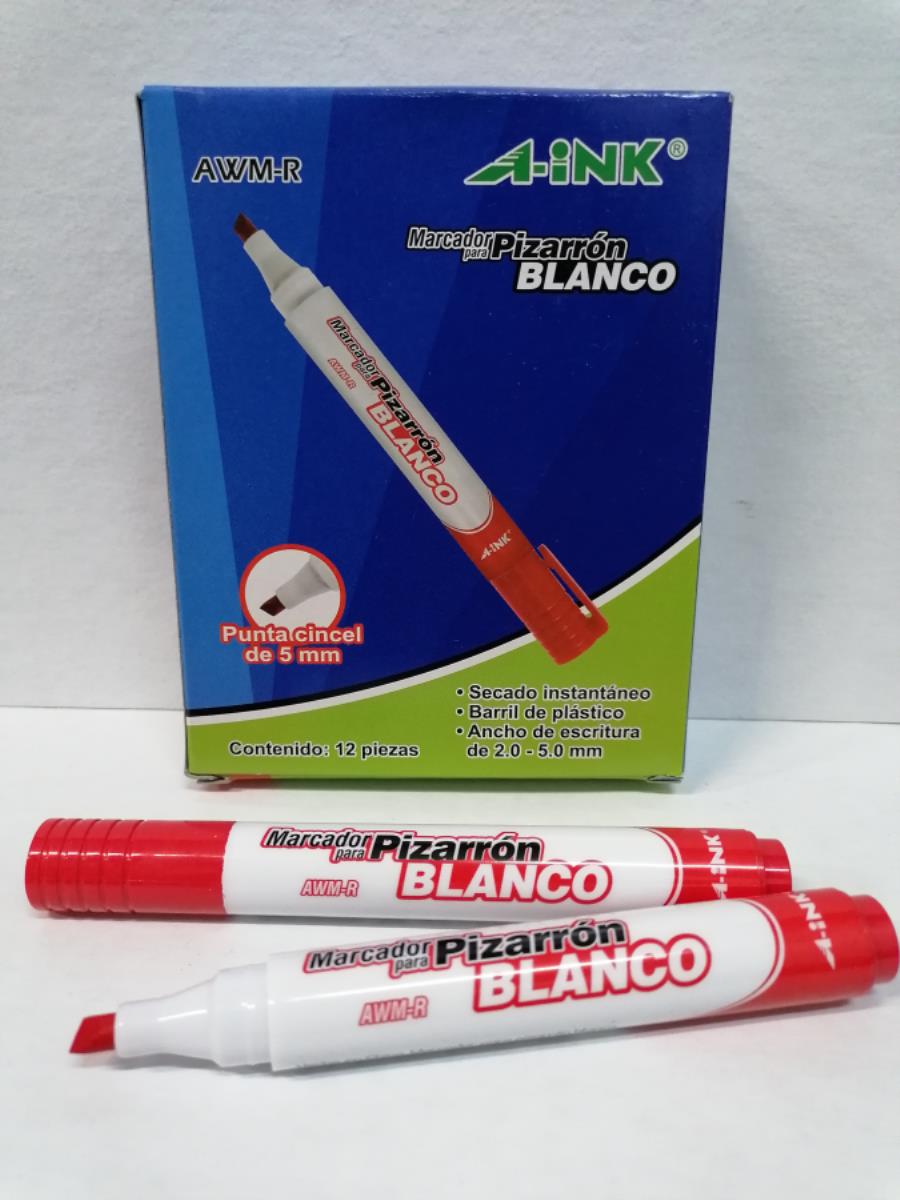 AWM-R
A-iNK®
Marcador
para Pizarrón
BLANCO
Marcador
para Pizarrón
BLANCO
AWM-R
A-iNK®
Punta cincel
de 5 mm
• Secado instantáneo
• Barril de plástico
• Ancho de escritura
de 2.0 - 5.0 mm
Contenido: 12 piezas
Marcador
para Pizarrón
BLANCO
AWM-R
A-iNK®
Marcador
para Pizarrón
BLANCO
AWM-R
A-iNK